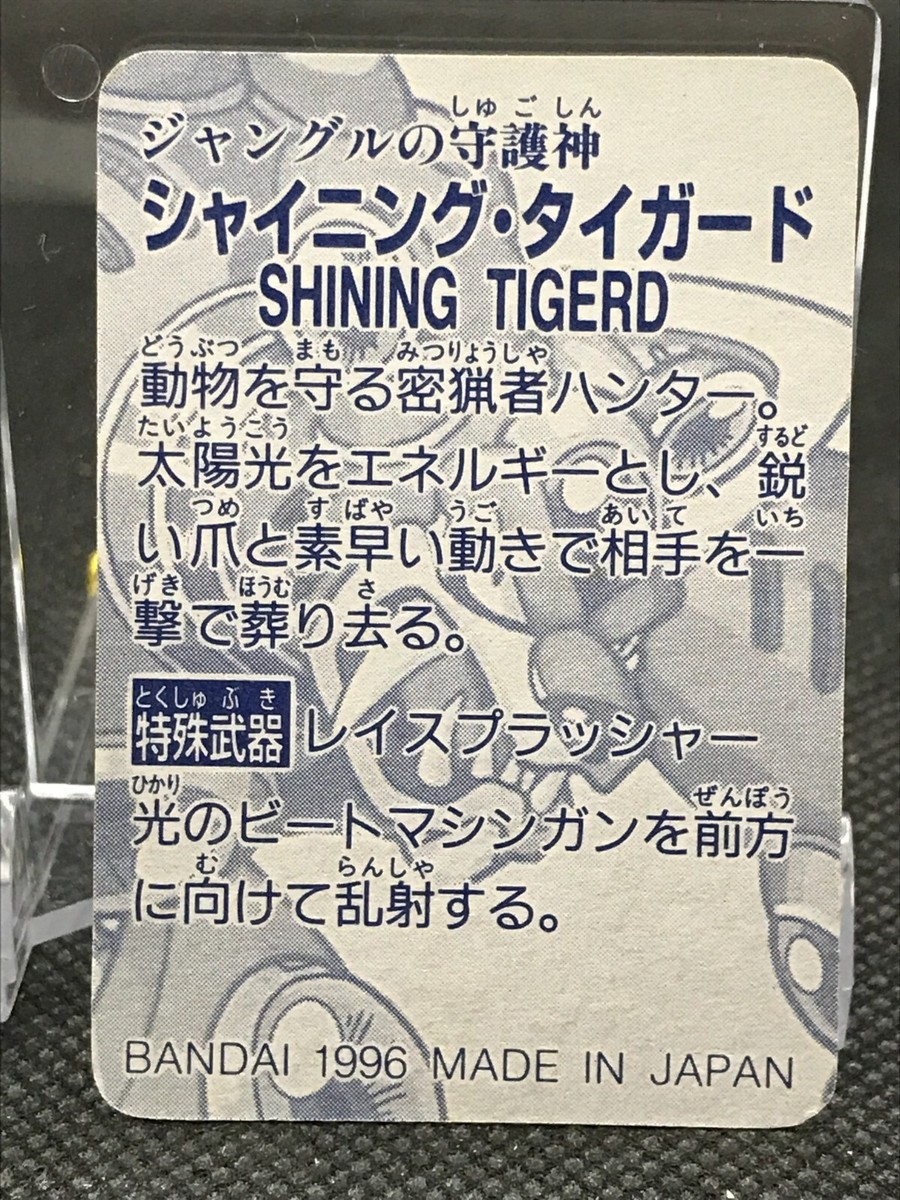 ジャングルの守護神
しゅごしん
シャイニング・タイガード
SHINING TIGERD
どうぶつ まも みつりょうしゃ
動物を守る密猟者ハンター。
たいようこう するど
太陽光をエネルギーとし、鋭
つめ すばや うご あいて いち
い爪と素早い動きで相手を一
げき ほうむ さ
撃で葬り去る。
とくしゅ ぶき
特殊武器 レイスプラッシャー
ひかり ぜんぽう
光のビートマシンガンを前方
む らんしゃ
に向けて乱射する。
BANDAI 1996 MADE IN JAPAN